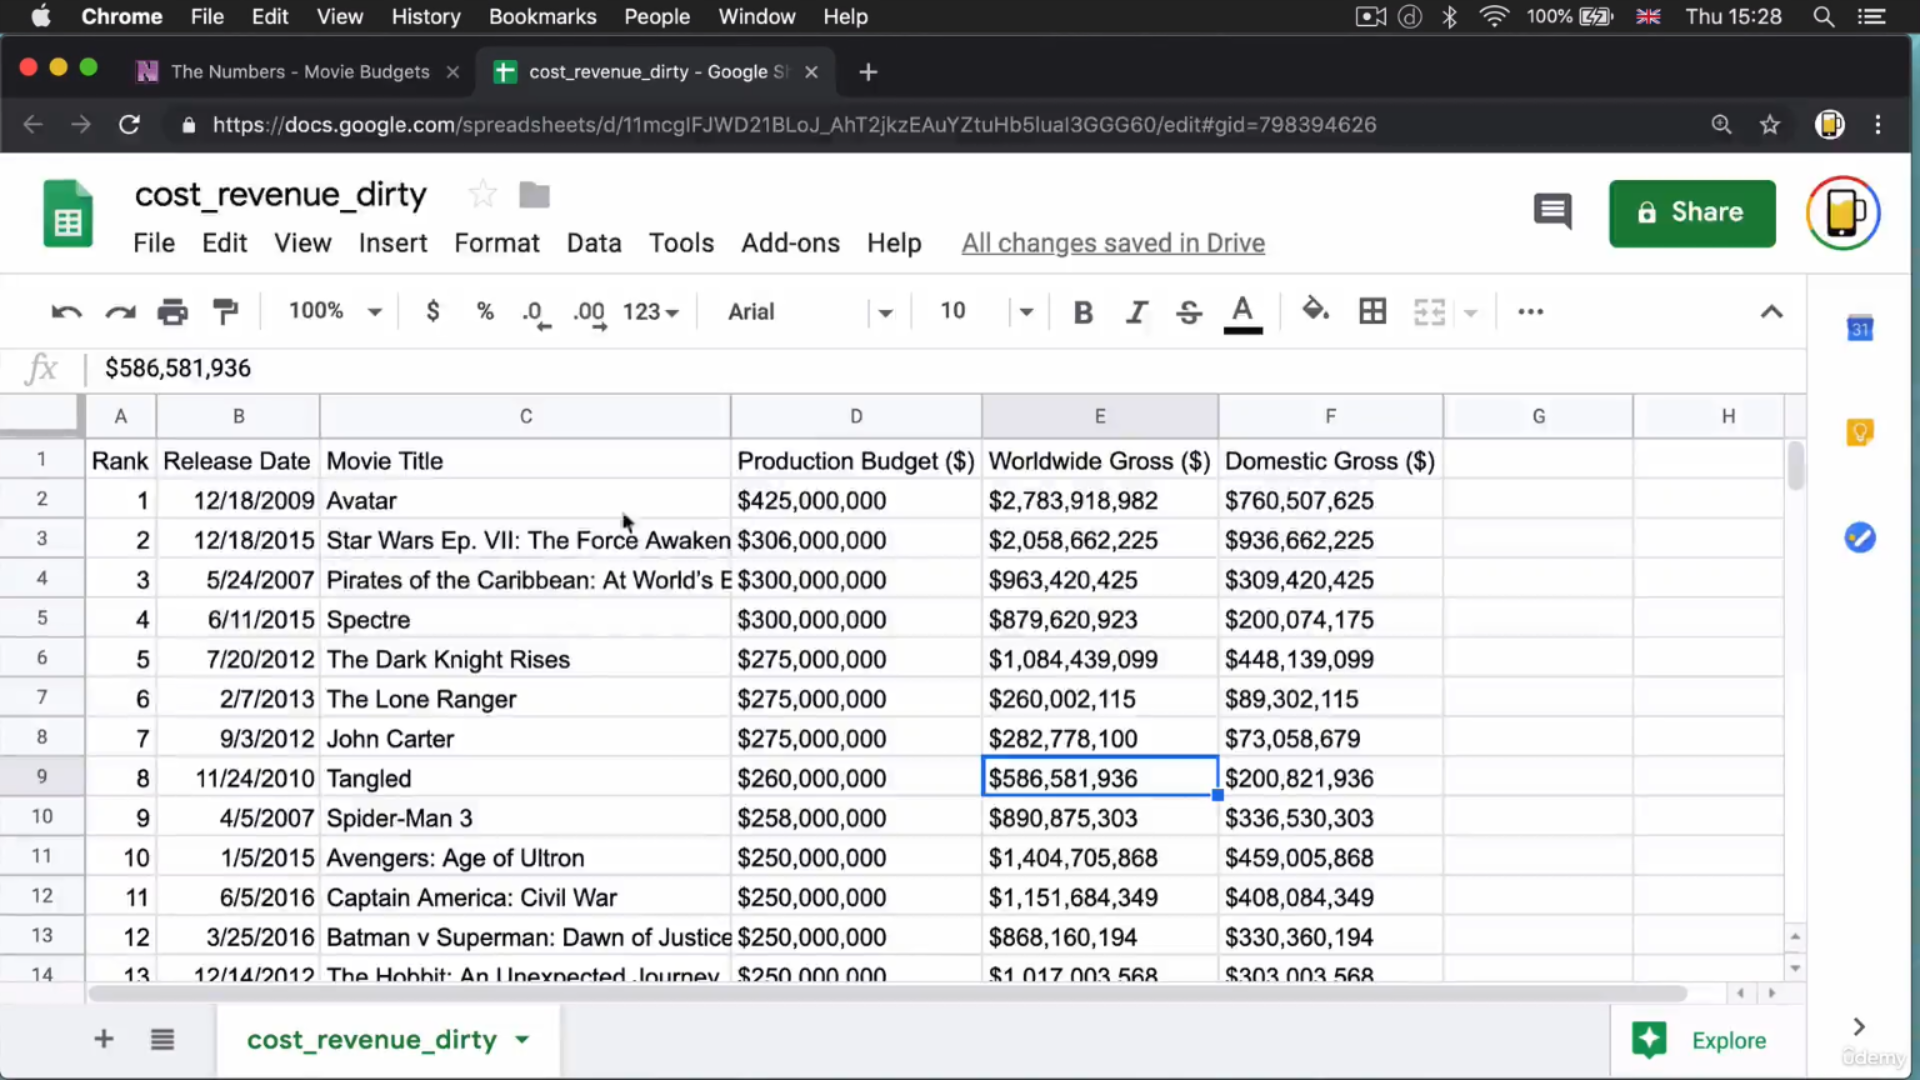 Chrome File Edit View History Bookmarks People Window Help 100% Thu 15:28
The Numbers - Movie Budgets cost_revenue_dirty - Google Sh
https://docs.google.com/spreadsheets/d/11mcgIFJWD21BLoJ_AhT2jkzEAuYZtuHb5luaI3GGG60/edit#gid=798394626
cost_revenue_dirty
Share
File Edit View Insert Format Data Tools Add-ons Help All changes saved in Drive
100% $ % .0 .00 123 Arial 10 B I S A
31
fx $586,581,936
A B C D E F G H
1 Rank Release Date Movie Title Production Budget ($) Worldwide Gross ($) Domestic Gross ($)
2 1 12/18/2009 Avatar $425,000,000 $2,783,918,982 $760,507,625
3 2 12/18/2015 Star Wars Ep. VII: The Force Awaken $306,000,000 $2,058,662,225 $936,662,225
4 3 5/24/2007 Pirates of the Caribbean: At World's E $300,000,000 $963,420,425 $309,420,425
5 4 6/11/2015 Spectre $300,000,000 $879,620,923 $200,074,175
6 5 7/20/2012 The Dark Knight Rises $275,000,000 $1,084,439,099 $448,139,099
7 6 2/7/2013 The Lone Ranger $275,000,000 $260,002,115 $89,302,115
8 7 9/3/2012 John Carter $275,000,000 $282,778,100 $73,058,679
9 8 11/24/2010 Tangled $260,000,000 $586,581,936 $200,821,936
10 9 4/5/2007 Spider-Man 3 $258,000,000 $890,875,303 $336,530,303
11 10 1/5/2015 Avengers: Age of Ultron $250,000,000 $1,404,705,868 $459,005,868
12 11 6/5/2016 Captain America: Civil War $250,000,000 $1,151,684,349 $408,084,349
13 12 3/25/2016 Batman v Superman: Dawn of Justice $250,000,000 $868,160,194 $330,360,194
14 13 12/14/2012 The Hobbit: An Unexpected Journey $250,000,000 $1,017,003,568 $303,003,568
cost_revenue_dirty
Explore
ûdemy